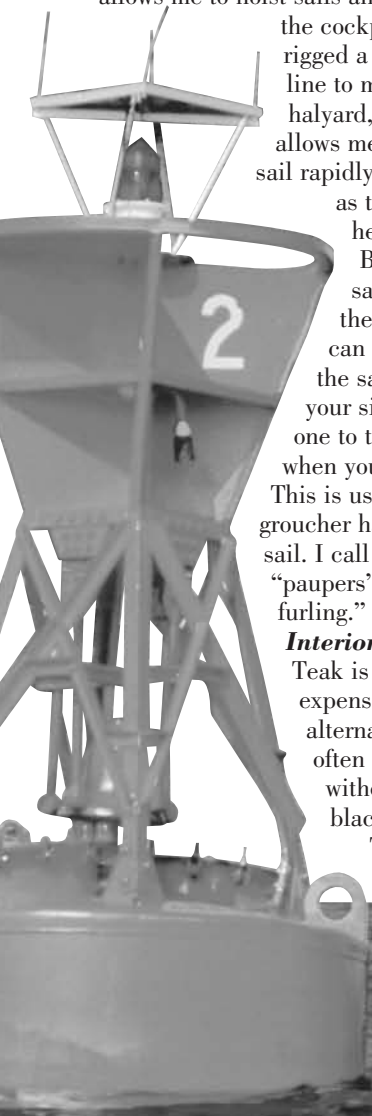 allows me to hoist sails an
the cockp
rigged a
line to m
halyard,
allows me
sail rapidly
as t
he
B
sa
the
can
the sa
your si
one to t
when you
This is us
groucher h
sail. I call
“paupers’
furling.”
Interior
Teak is
expens
alterna
often
witho
blac
T
2